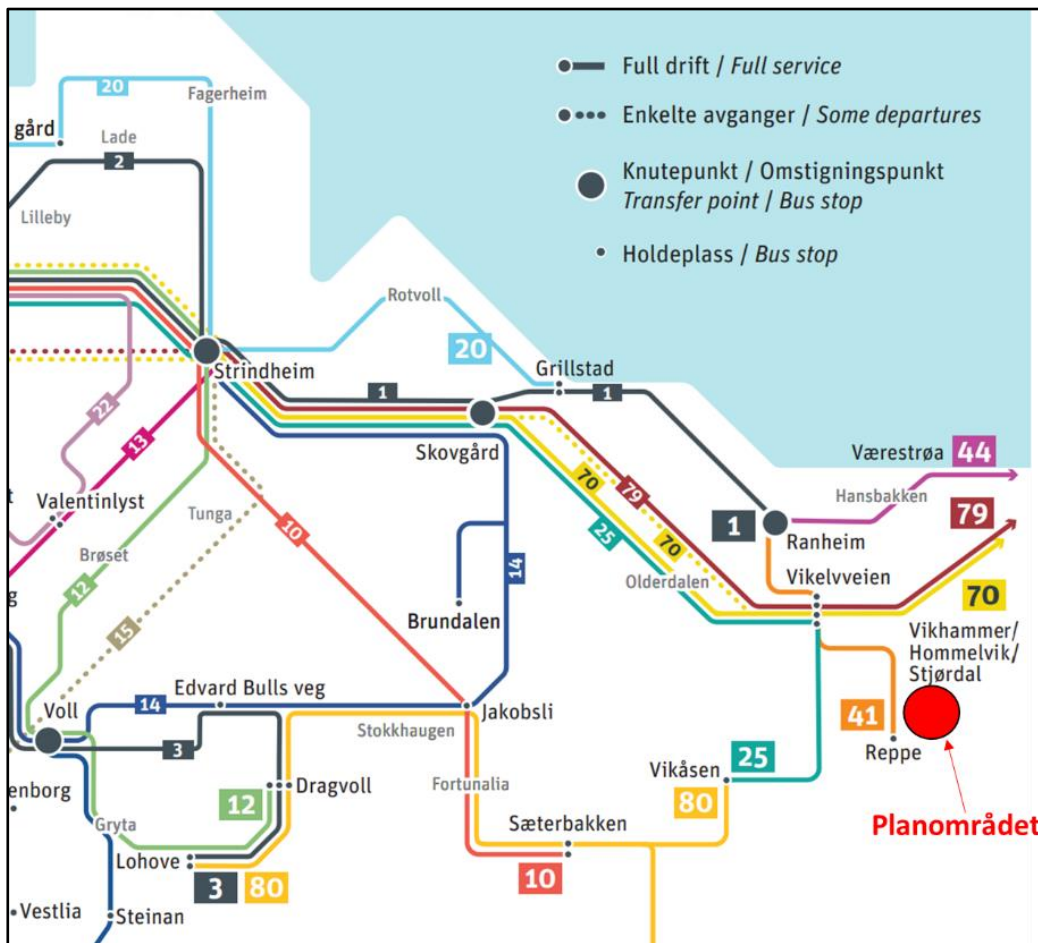 Full drift / Full service
Enkelte avganger / Some departures
Knutepunkt / Omstigningspunkt
Transfer point / Bus stop
Holdeplass / Bus stop
20
Fagerheim
gård
Lade
2
Lilleby
Rotvoll
20
Grillstad
Strindheim
1
1
Skovgård
22
13
Valentinlyst
Tunga
Brøset
12
10
15
70
79
25
70
Olderdalen
14
Brundalen
Værestrøa
44
Hansbakken
79
1
Ranheim
Vikelvveien
70
Vikhammer/
Hommelvik/
Stjørdal
41
Reppe
Planområdet
Edvard Bulls veg
Voll
14
3
Stokkhaugen
Jakobsli
enborg
12
Dragvoll
Fortunalia
Vikåsen
25
80
Gryta
Sæterbakken
Lohove
3
80
10
Vestlia
Steinan